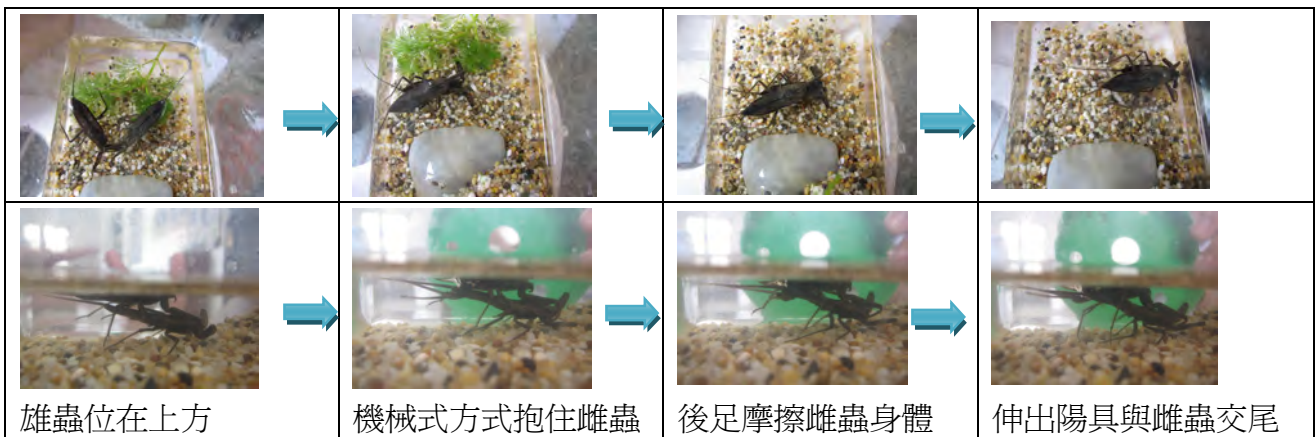 雄蟲位在上方
機械式方式抱住雌蟲
後足摩擦雌蟲身體
伸出陽具與雌蟲交尾